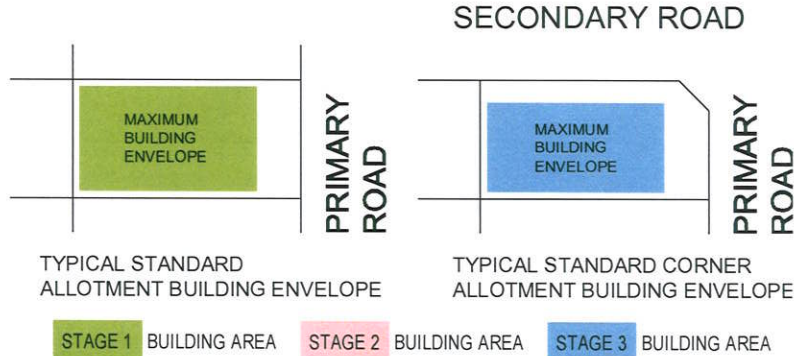 SECONDARY ROAD
MAXIMUM
BUILDING
ENVELOPE
PRIMARY
ROAD
MAXIMUM
BUILDING
ENVELOPE
PRIMARY
ROAD
TYPICAL STANDARD
ALLOTMENT BUILDING ENVELOPE
TYPICAL STANDARD CORNER
ALLOTMENT BUILDING ENVELOPE
STAGE 1 BUILDING AREA STAGE 2 BUILDING AREA STAGE 3 BUILDING AREA